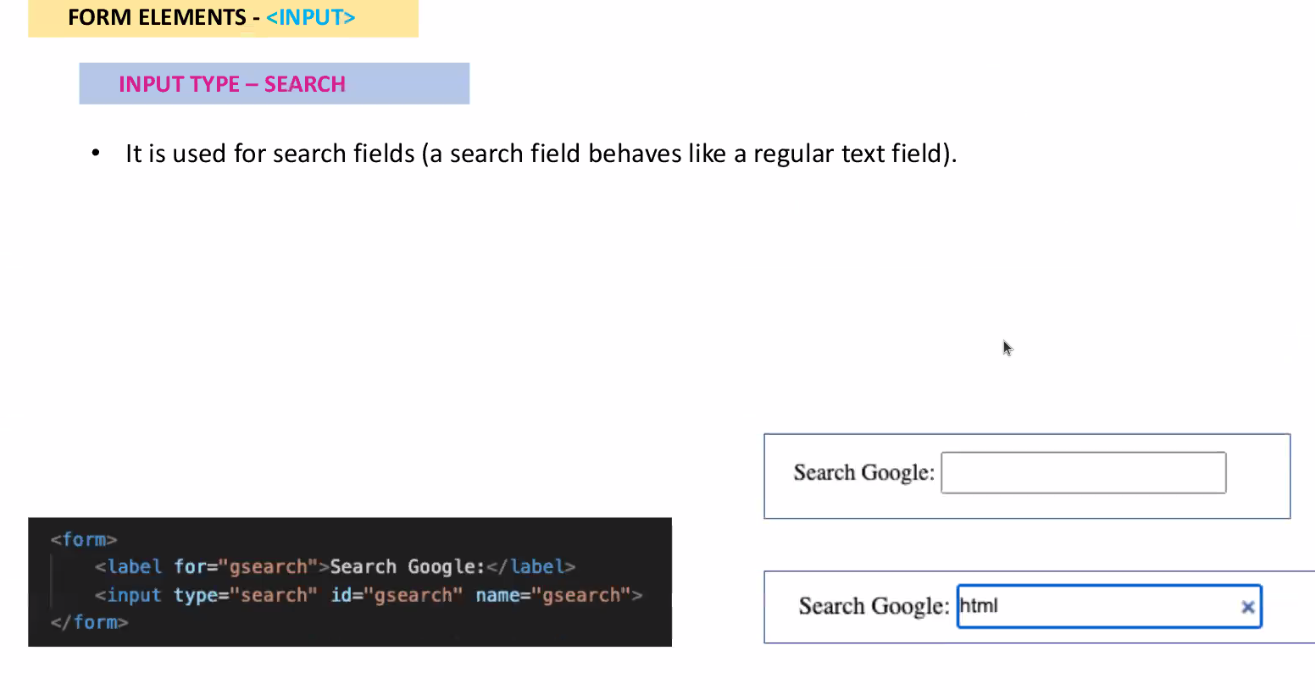 FORM ELEMENTS - <INPUT>
INPUT TYPE – SEARCH
• It is used for search fields (a search field behaves like a regular text field).
Search Google:
<form>
<label for="gsearch">Search Google:</label>
<input type="search" id="gsearch" name="gsearch">
</form>
Search Google: html ×